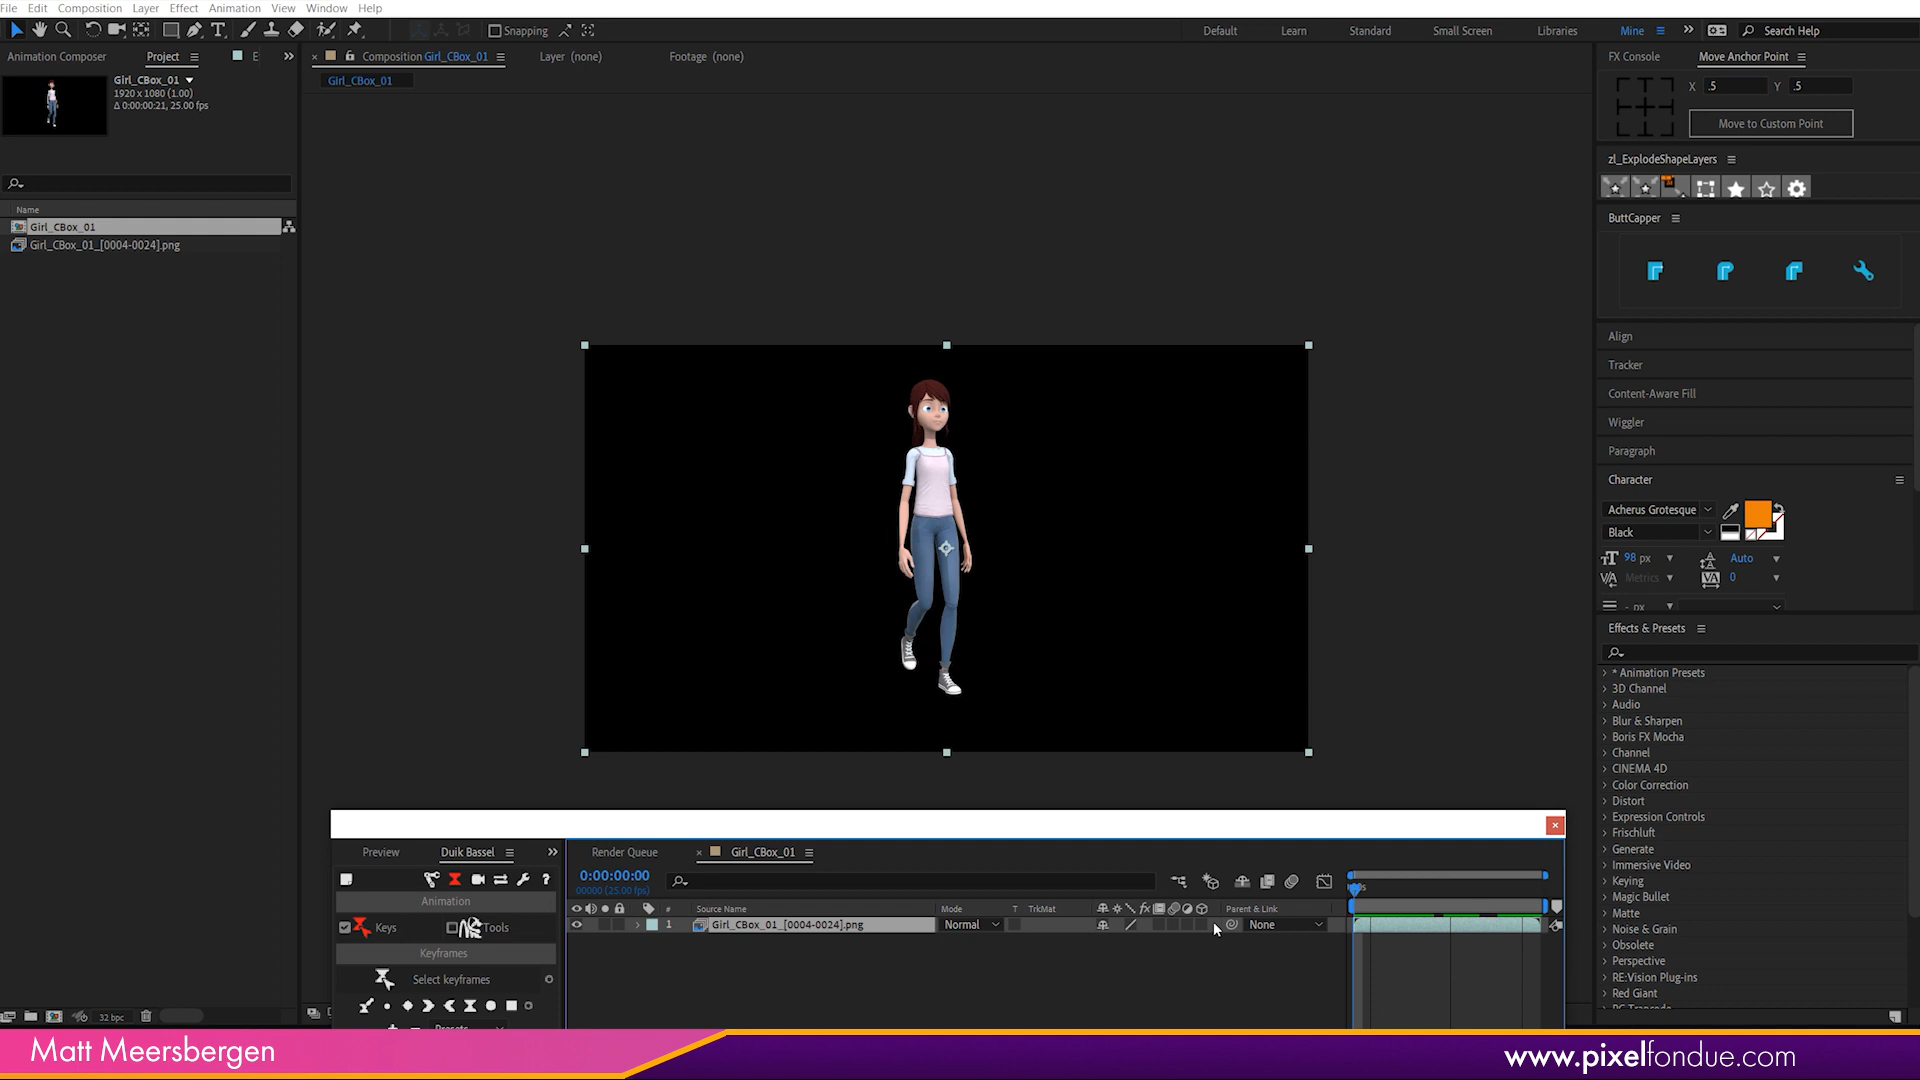 File Edit Composition Layer Effect Animation View Window Help
Snapping
Default Learn Standard Small Screen Libraries Mine Search Help
Animation Composer Project E
Girl_CBox_01
1920 x 1080 (1.00)
Δ 0:00:00:21, 25.00 fps
Name
Girl_CBox_01
Girl_CBox_01_[0004-0024].png
32 bpc
Composition Girl_CBox_01 Layer (none) Footage (none)
Girl_CBox_01
FX Console Move Anchor Point
X .5 Y .5
Move to Custom Point
zl_ExplodeShapeLayers
ButtCapper
Align
Tracker
Content-Aware Fill
Wiggler
Paragraph
Character
Acherus Grotesque
Black
98 px Auto
Metrics 0
- px
Effects & Presets
* Animation Presets
3D Channel
Audio
Blur & Sharpen
Boris FX Mocha
Channel
CINEMA 4D
Color Correction
Distort
Expression Controls
Frischluft
Generate
Immersive Video
Keying
Magic Bullet
Matte
Noise & Grain
Obsolete
Perspective
RE:Vision Plug-ins
Red Giant
Preview Duik Bassel
Animation
Keys Tools
Keyframes
Select keyframes
Presets
Render Queue Girl_CBox_01
0:00:00:00
00000 (25.00 fps)
# Source Name Mode T TrkMat Parent & Link
1 Girl_CBox_01_[0004-0024].png Normal None
Matt Meersbergen
www.pixelfondue.com